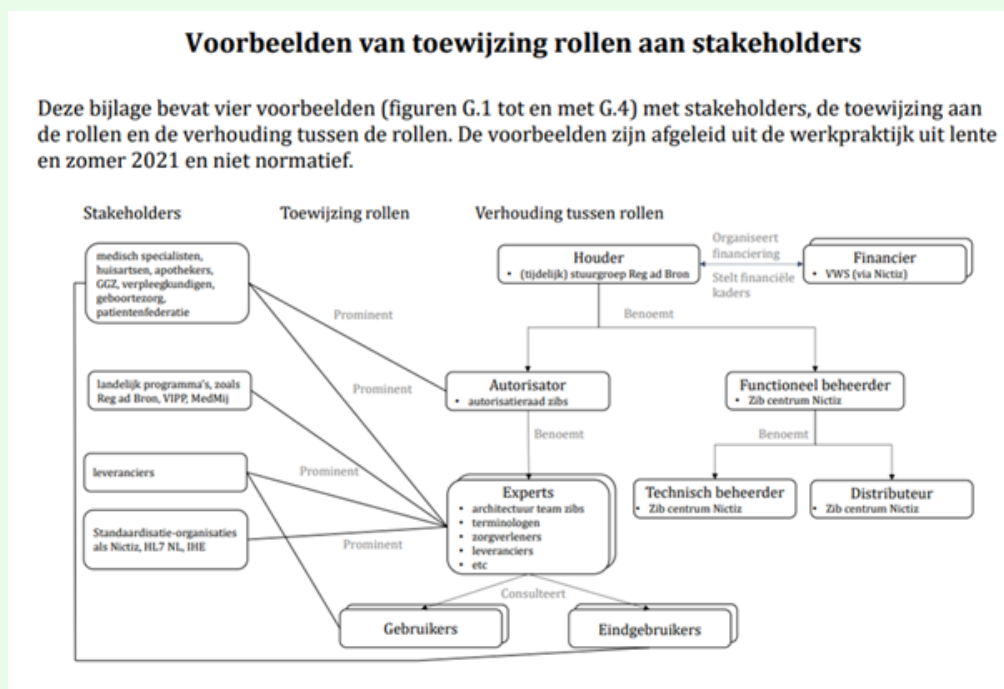 Voorbeelden van toewijzing rollen aan stakeholders
Deze bijlage bevat vier voorbeelden (figuren G.1 tot en met G.4) met stakeholders, de toewijzing aan
de rollen en de verhouding tussen de rollen. De voorbeelden zijn afgeleid uit de werkpraktijk uit lente
en zomer 2021 en niet normatief.
Stakeholders
Toewijzing rollen
Verhouding tussen rollen
medisch specialisten,
huisartsen, apothekers,
GGZ, verpleegkundigen,
geboortezorg,
patientenfederatie
Houder
• (tijdelijk) stuurgroep Reg ad Bron
Organiseert
financiering
Stelt financiële
kaders
Financier
• VWS (via Nictiz)
Prominent
Benoemt
landelijk programma's, zoals
Reg ad Bron, VIPP, MedMij
Prominent
Autorisator
• autorisatieraad zibs
Functioneel beheerder
• Zib centrum Nictiz
Benoemt
Benoemt
leveranciers
Prominent
Experts
• architectuur team zibs
• terminologen
• zorgverleners
• leveranciers
• etc
Technisch beheerder
• Zib centrum Nictiz
Distributeur
• Zib centrum Nictiz
Standaardisatie-organisaties
als Nictiz, HL7 NL, IHE
Prominent
Consulteert
Gebruikers
Eindgebruikers